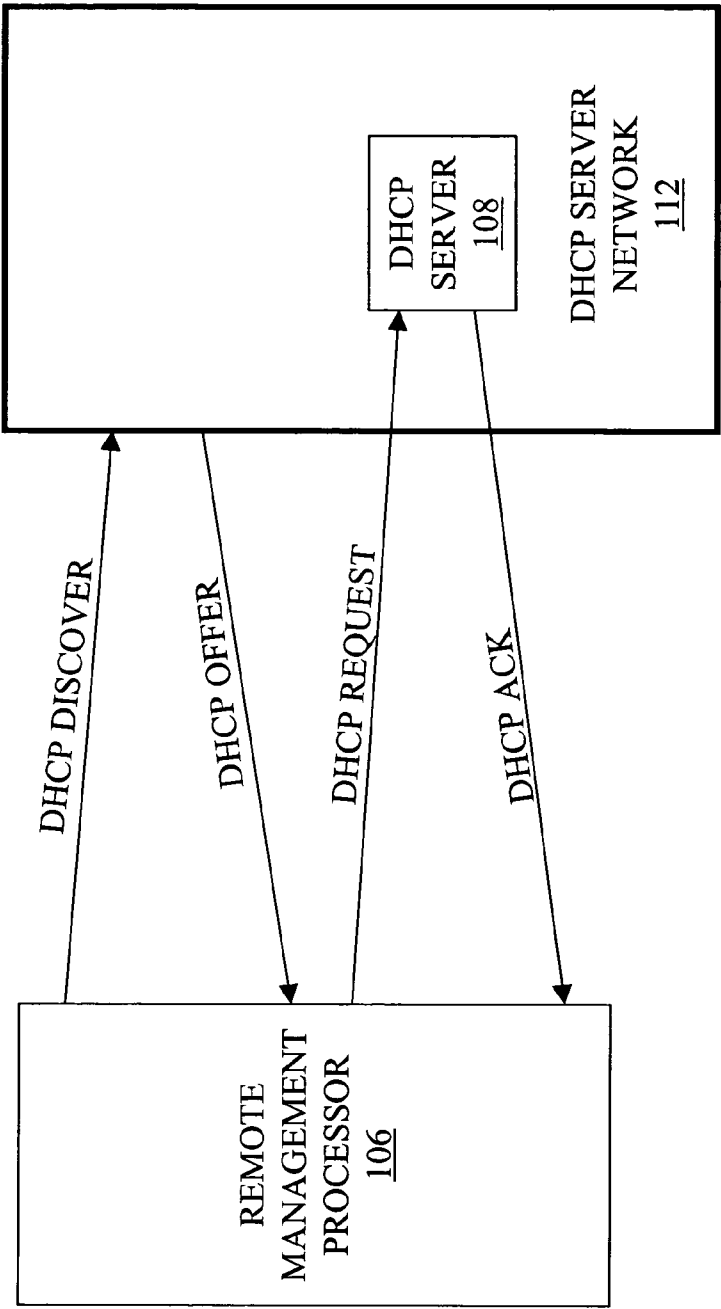 REMOTE
MANAGEMENT
PROCESSOR
106
DHCP DISCOVER
DHCP OFFER
DHCP REQUEST
DHCP ACK
DHCP
SERVER
108
DHCP SERVER
NETWORK
112